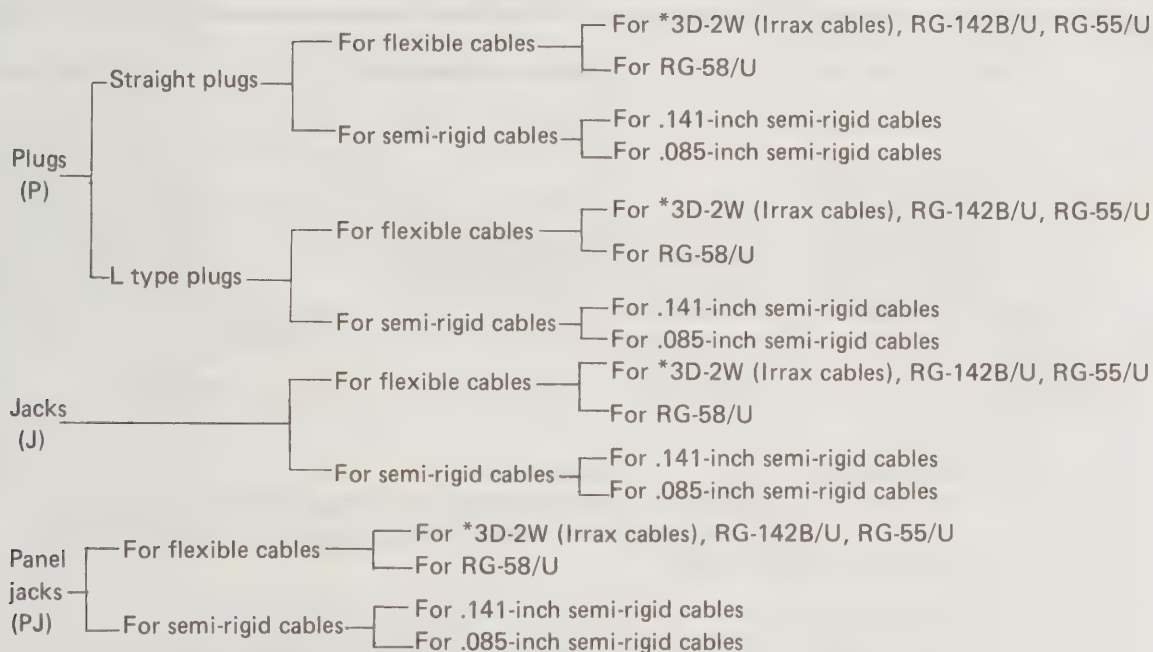 For *3D-2W (Irrax cables), RG-142B/U, RG-55/U
For flexible cables
For RG-58/U
Straight plugs
For .141-inch semi-rigid cables
For semi-rigid cables
For .085-inch semi-rigid cables
Plugs
(P)
For *3D-2W (Irrax cables), RG-142B/U, RG-55/U
For flexible cables
For RG-58/U
L type plugs
For .141-inch semi-rigid cables
For semi-rigid cables
For .085-inch semi-rigid cables
For *3D-2W (Irrax cables), RG-142B/U, RG-55/U
For flexible cables
For RG-58/U
Jacks
(J)
For .141-inch semi-rigid cables
For semi-rigid cables
For .085-inch semi-rigid cables
For *3D-2W (Irrax cables), RG-142B/U, RG-55/U
For flexible cables
For RG-58/U
Panel
jacks
(PJ)
For .141-inch semi-rigid cables
For semi-rigid cables
For .085-inch semi-rigid cables